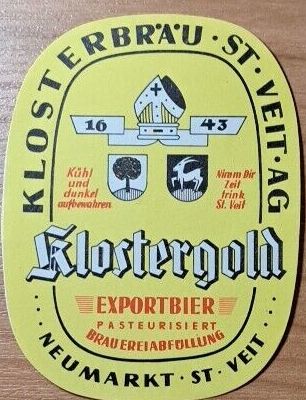 KLOSTERBRÄU · ST · VEIT · AG
16 43
Kühl
und
dunkel
aufbewahren
Nimm Dir
Zeit
trink
St. Veit
Klostergold
EXPORTBIER
PASTEURISIERT
BRAUEREIABFÜLLUNG
NEUMARKT · ST · VEIT